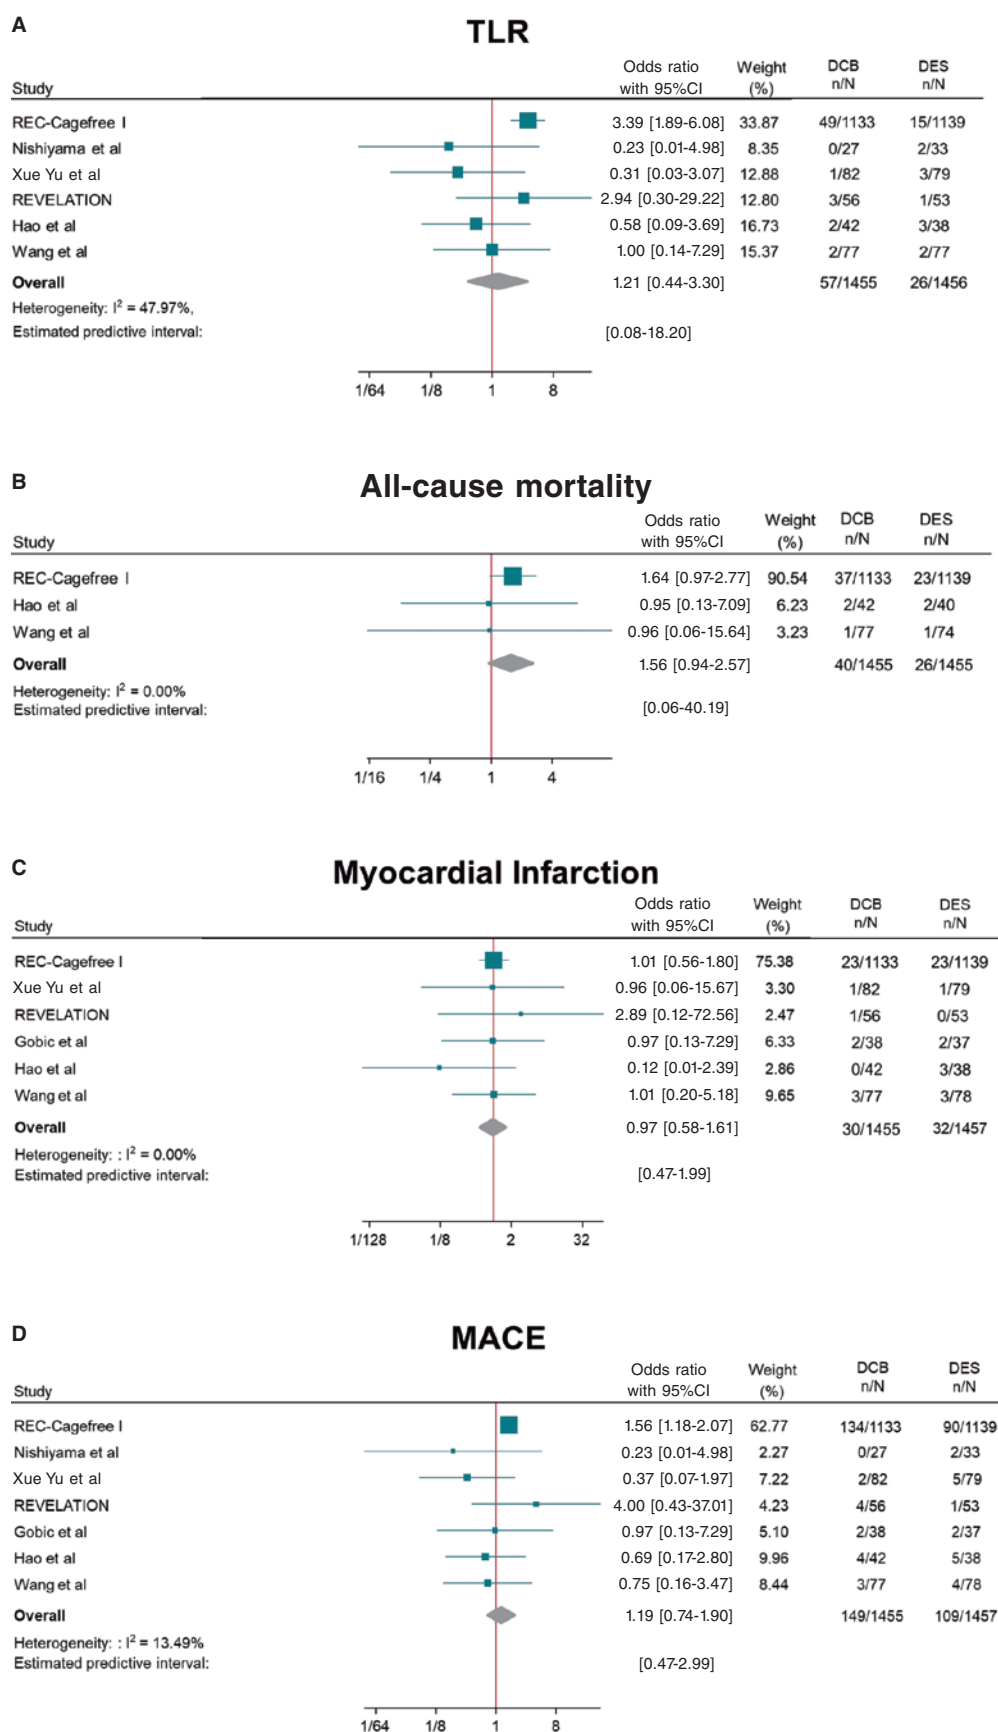 A
TLR
Study Odds ratio with 95%CI Weight (%) DCB n/N DES n/N
REC-Cagefree I 3.39 [1.89-6.08] 33.87 49/1133 15/1139
Nishiyama et al 0.23 [0.01-4.98] 8.35 0/27 2/33
Xue Yu et al 0.31 [0.03-3.07] 12.88 1/82 3/79
REVELATION 2.94 [0.30-29.22] 12.80 3/56 1/53
Hao et al 0.58 [0.09-3.69] 16.73 2/42 3/38
Wang et al 1.00 [0.14-7.29] 15.37 2/77 2/77
Overall 1.21 [0.44-3.30] 57/1455 26/1456
Heterogeneity: I² = 47.97%,
Estimated predictive interval: [0.08-18.20]
1/64 1/8 1 8
B
All-cause mortality
Study Odds ratio with 95%CI Weight (%) DCB n/N DES n/N
REC-Cagefree I 1.64 [0.97-2.77] 90.54 37/1133 23/1139
Hao et al 0.95 [0.13-7.09] 6.23 2/42 2/40
Wang et al 0.96 [0.06-15.64] 3.23 1/77 1/74
Overall 1.56 [0.94-2.57] 40/1455 26/1455
Heterogeneity: I² = 0.00%
Estimated predictive interval: [0.06-40.19]
1/16 1/4 1 4
C
Myocardial Infarction
Study Odds ratio with 95%CI Weight (%) DCB n/N DES n/N
REC-Cagefree I 1.01 [0.56-1.80] 75.38 23/1133 23/1139
Xue Yu et al 0.96 [0.06-15.67] 3.30 1/82 1/79
REVELATION 2.89 [0.12-72.56] 2.47 1/56 0/53
Gobic et al 0.97 [0.13-7.29] 6.33 2/38 2/37
Hao et al 0.12 [0.01-2.39] 2.86 0/42 3/38
Wang et al 1.01 [0.20-5.18] 9.65 3/77 3/78
Overall 0.97 [0.58-1.61] 30/1455 32/1457
Heterogeneity: : I² = 0.00%
Estimated predictive interval: [0.47-1.99]
1/128 1/8 2 32
D
MACE
Study Odds ratio with 95%CI Weight (%) DCB n/N DES n/N
REC-Cagefree I 1.56 [1.18-2.07] 62.77 134/1133 90/1139
Nishiyama et al 0.23 [0.01-4.98] 2.27 0/27 2/33
Xue Yu et al 0.37 [0.07-1.97] 7.22 2/82 5/79
REVELATION 4.00 [0.43-37.01] 4.23 4/56 1/53
Gobic et al 0.97 [0.13-7.29] 5.10 2/38 2/37
Hao et al 0.69 [0.17-2.80] 9.96 4/42 5/38
Wang et al 0.75 [0.16-3.47] 8.44 3/77 4/78
Overall 1.19 [0.74-1.90] 149/1455 109/1457
Heterogeneity: : I² = 13.49%
Estimated predictive interval: [0.47-2.99]
1/64 1/8 1 8